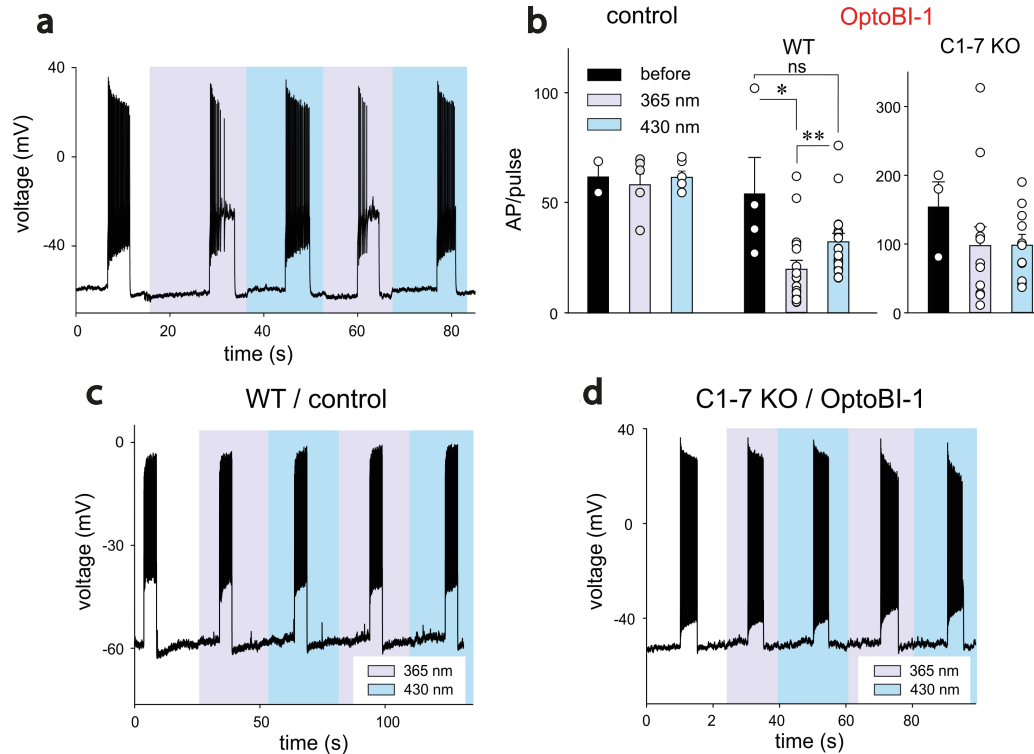 a
voltage (mV)
40
0
-40
0
20
40
60
80
time (s)
b
control
OptoBI-1
WT
C1-7 KO
ns
*
**
before
365 nm
430 nm
AP/pulse
100
50
0
300
200
100
0
c
WT / control
voltage (mV)
0
-30
-60
0
50
100
time (s)
365 nm
430 nm
d
C1-7 KO / OptoBI-1
voltage (mV)
40
0
-40
0
2
40
60
80
time (s)
365 nm
430 nm